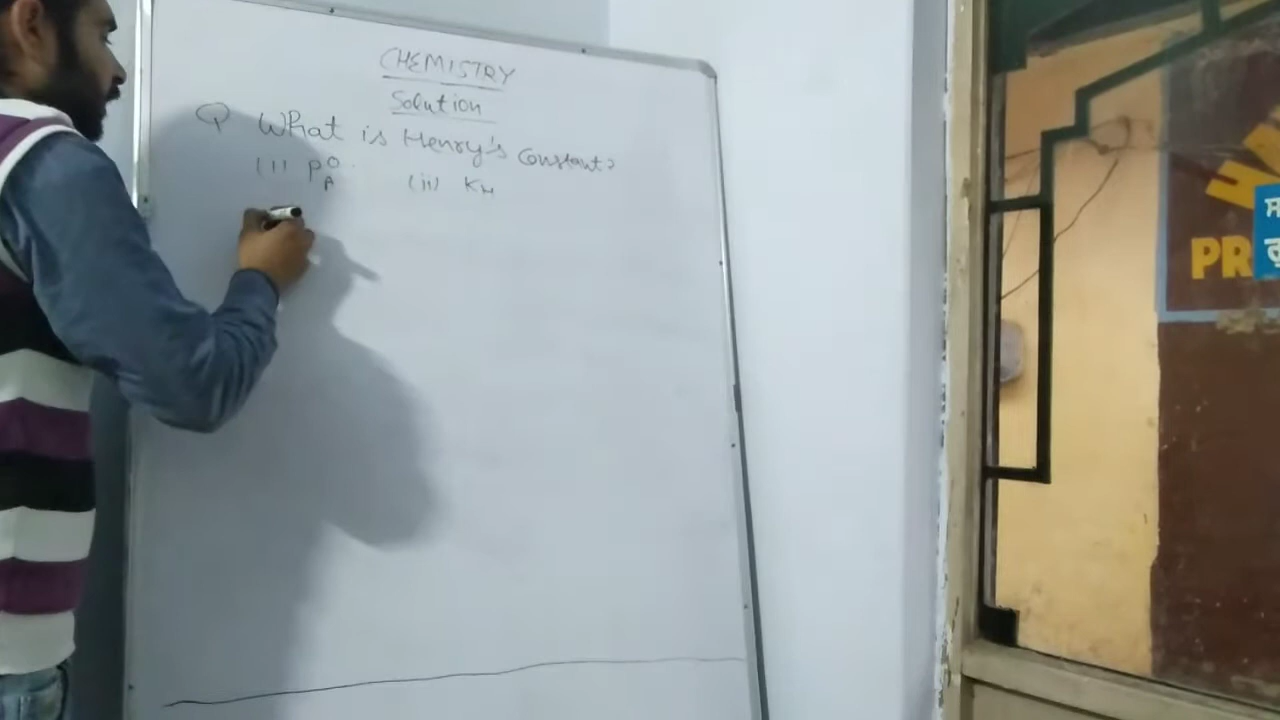 CHEMISTRY
Solution
Q What is Henry's Constant?
(i) P°A (ii) KH
PR